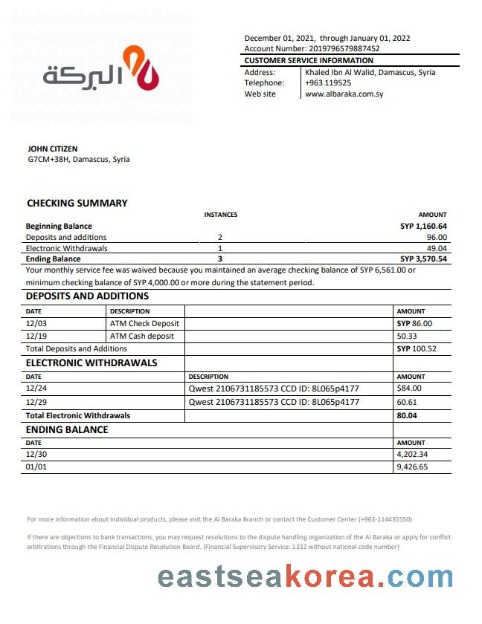 البركة
December 01, 2021, through January 01, 2022
Account Number: 2019796579887452
CUSTOMER SERVICE INFORMATION
Address: Khaled Ibn Al Walid, Damascus, Syria
Telephone: +963 119525
Web site www.albaraka.com.sy
JOHN CITIZEN
G7CM+38H, Damascus, Syria
CHECKING SUMMARY
INSTANCES AMOUNT
Beginning Balance SYP 1,160.64
Deposits and additions 2 96.00
Electronic Withdrawals 1 49.04
Ending Balance 3 SYP 3,570.54
Your monthly service fee was waived because you maintained an average checking balance of SYP 6,561.00 or
minimum checking balance of SYP 4,000.00 or more during the statement period.
DEPOSITS AND ADDITIONS
DATE DESCRIPTION AMOUNT
12/03 ATM Check Deposit SYP 86.00
12/19 ATM Cash deposit 50.33
Total Deposits and Additions SYP 100.52
ELECTRONIC WITHDRAWALS
DATE DESCRIPTION AMOUNT
12/24 Qwest 2106731185573 CCD ID: 8L065p4177 $84.00
12/29 Qwest 2106731185573 CCD ID: 8L065p4177 60.61
Total Electronic Withdrawals 80.04
ENDING BALANCE
DATE AMOUNT
12/30 4,202.34
01/01 9,426.65
For more information about individual products, please visit the Al Baraka Branch or contact the Customer Center (+963-114435550)
If there are objections to bank transactions, you may request resolutions to the dispute handling organization of the Al Baraka or apply for conflict
arbitrations through the Financial Dispute Resolution Board. (Financial Supervisory Service: 1332 without national code number)
eastseakorea.com